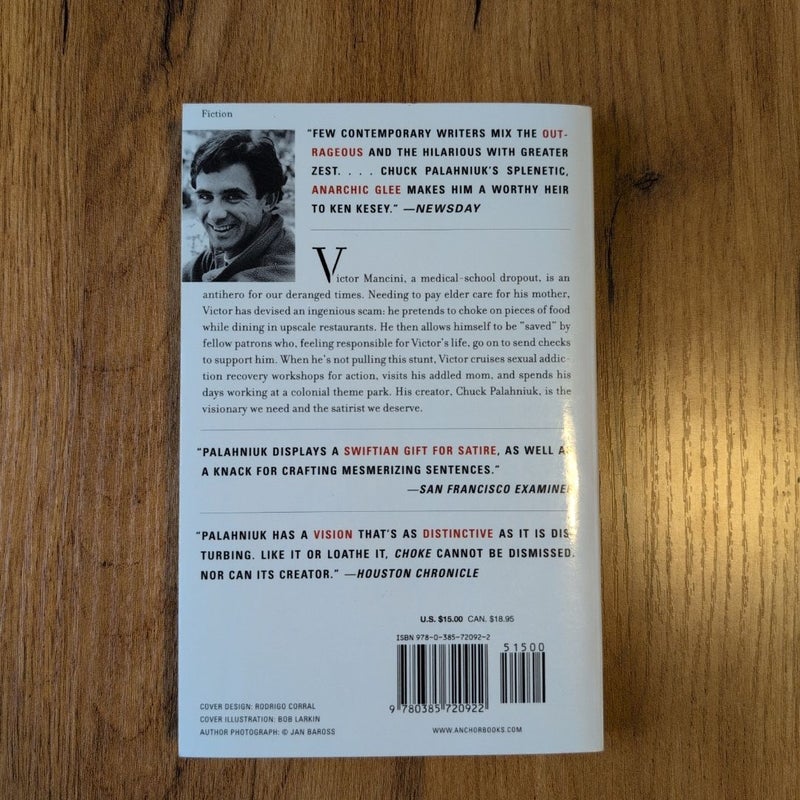 Fiction
“FEW CONTEMPORARY WRITERS MIX THE OUT-
RAGEOUS AND THE HILARIOUS WITH GREATER
ZEST. . . . CHUCK PALAHNIUK’S SPLENETIC,
ANARCHIC GLEE MAKES HIM A WORTHY HEIR
TO KEN KESEY.” —NEWSDAY
Victor Mancini, a medical-school dropout, is an
antihero for our deranged times. Needing to pay elder care for his mother,
Victor has devised an ingenious scam: he pretends to choke on pieces of food
while dining in upscale restaurants. He then allows himself to be “saved” by
fellow patrons who, feeling responsible for Victor’s life, go on to send checks
to support him. When he’s not pulling this stunt, Victor cruises sexual addic-
tion recovery workshops for action, visits his addled mom, and spends his
days working at a colonial theme park. His creator, Chuck Palahniuk, is the
visionary we need and the satirist we deserve.
“PALAHNIUK DISPLAYS A SWIFTIAN GIFT FOR SATIRE, AS WELL AS
A KNACK FOR CRAFTING MESMERIZING SENTENCES.”
—SAN FRANCISCO EXAMINER
“PALAHNIUK HAS A VISION THAT’S AS DISTINCTIVE AS IT IS DIS-
TURBING. LIKE IT OR LOATHE IT, CHOKE CANNOT BE DISMISSED.
NOR CAN ITS CREATOR.” —HOUSTON CHRONICLE
U.S. $15.00 CAN. $18.95
ISBN 978-0-385-72092-2
51500
9 780385 720922
COVER DESIGN: RODRIGO CORRAL
COVER ILLUSTRATION: BOB LARKIN
AUTHOR PHOTOGRAPH: © JAN BAROSS
WWW.ANCHORBOOKS.COM